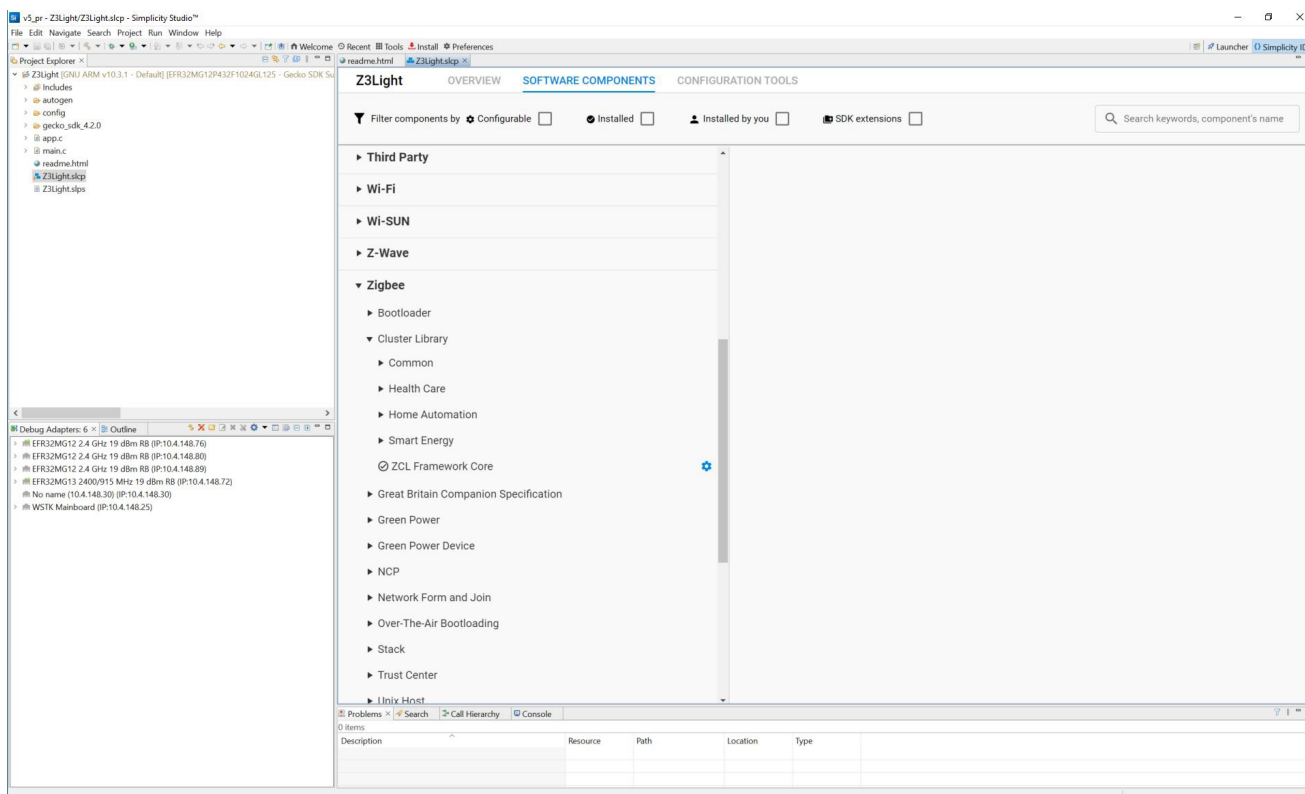 v5_pr - Z3Light/Z3Light.slcp - Simplicity Studio™
File Edit Navigate Search Project Run Window Help
Welcome Recent Tools Install Preferences
Launcher Simplicity ID
Project Explorer
readme.html Z3Light.slcp
Z3Light [GNU ARM v10.3.1 - Default] [EFR32MG12P432F1024GL125 - Gecko SDK Su
Includes
autogen
config
gecko_sdk_4.2.0
app.c
main.c
readme.html
Z3Light.slcp
Z3Light.slps
Z3Light OVERVIEW SOFTWARE COMPONENTS CONFIGURATION TOOLS
Filter components by Configurable Installed Installed by you SDK extensions Search keywords, component's name
Third Party
Wi-Fi
Wi-SUN
Z-Wave
Zigbee
Bootloader
Cluster Library
Common
Health Care
Home Automation
Smart Energy
ZCL Framework Core
Great Britain Companion Specification
Green Power
Green Power Device
NCP
Network Form and Join
Over-The-Air Bootloading
Stack
Trust Center
Unix Host
Debug Adapters: 6 Outline
EFR32MG12 2.4 GHz 19 dBm RB (IP:10.4.148.76)
EFR32MG12 2.4 GHz 19 dBm RB (IP:10.4.148.80)
EFR32MG12 2.4 GHz 19 dBm RB (IP:10.4.148.89)
EFR32MG13 2400/915 MHz 19 dBm RB (IP:10.4.148.72)
No name (10.4.148.30) (IP:10.4.148.30)
WSTK Mainboard (IP:10.4.148.25)
Problems Search Call Hierarchy Console
0 items
Description Resource Path Location Type